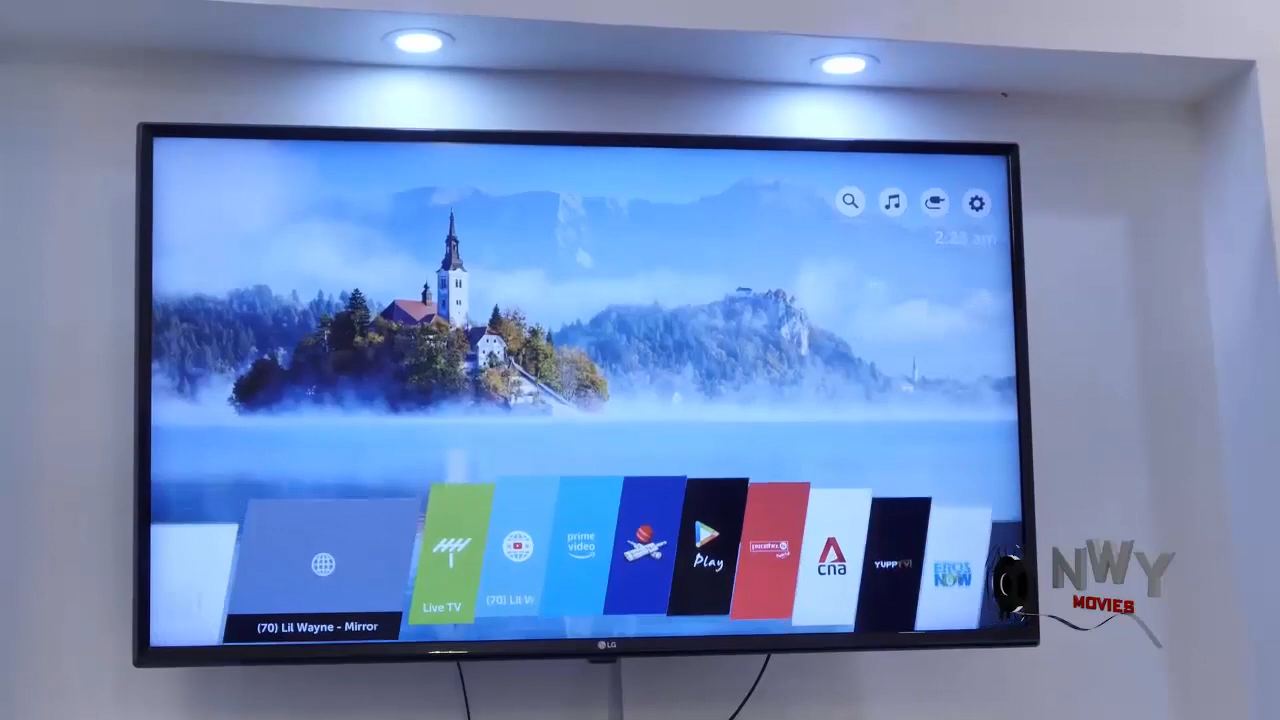 2:23 am
prime
video
Play
cna
YUPPTV
EROS
NOW
Live TV
(70) Lil W
(70) Lil Wayne - Mirror
LG
NWY
MOVIES